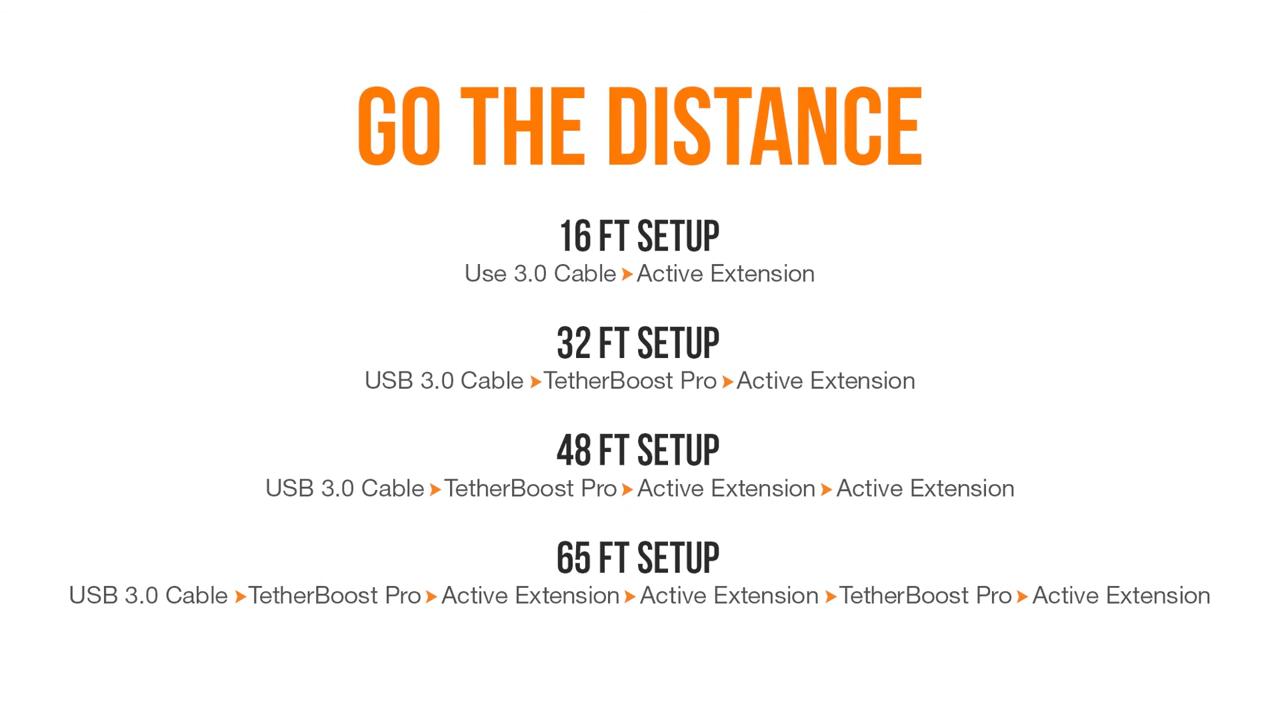 GO THE DISTANCE
16 FT SETUP
Use 3.0 Cable ➤ Active Extension
32 FT SETUP
USB 3.0 Cable ➤ TetherBoost Pro ➤ Active Extension
48 FT SETUP
USB 3.0 Cable ➤ TetherBoost Pro ➤ Active Extension ➤ Active Extension
65 FT SETUP
USB 3.0 Cable ➤ TetherBoost Pro ➤ Active Extension ➤ Active Extension ➤ TetherBoost Pro ➤ Active Extension